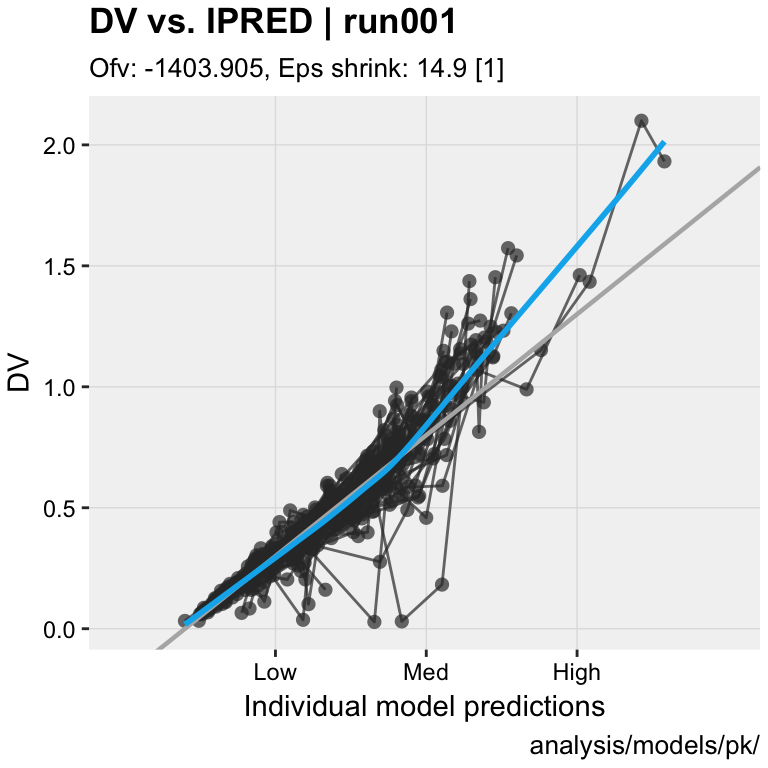 DV vs. IPRED | run001
Ofv: -1403.905, Eps shrink: 14.9 [1]
2.0
1.5
1.0
0.5
0.0
DV
Low Med High
Individual model predictions
analysis/models/pk/